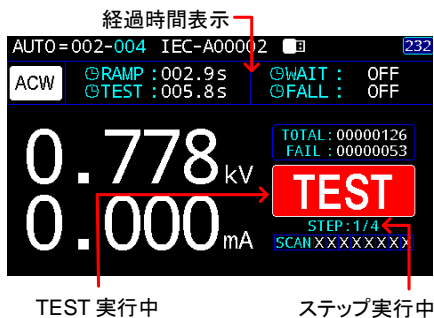 経過時間表示
AUTO=002-004 IEC-A00002 232
ACW RAMP :002.9s WAIT : OFF
TEST :005.8s FALL : OFF
0.778kV
TOTAL:00000126
FAIL :00000053
TEST
0.000mA
STEP:1/4
SCAN XXXXXXXX
TEST 実行中 ステップ実行中